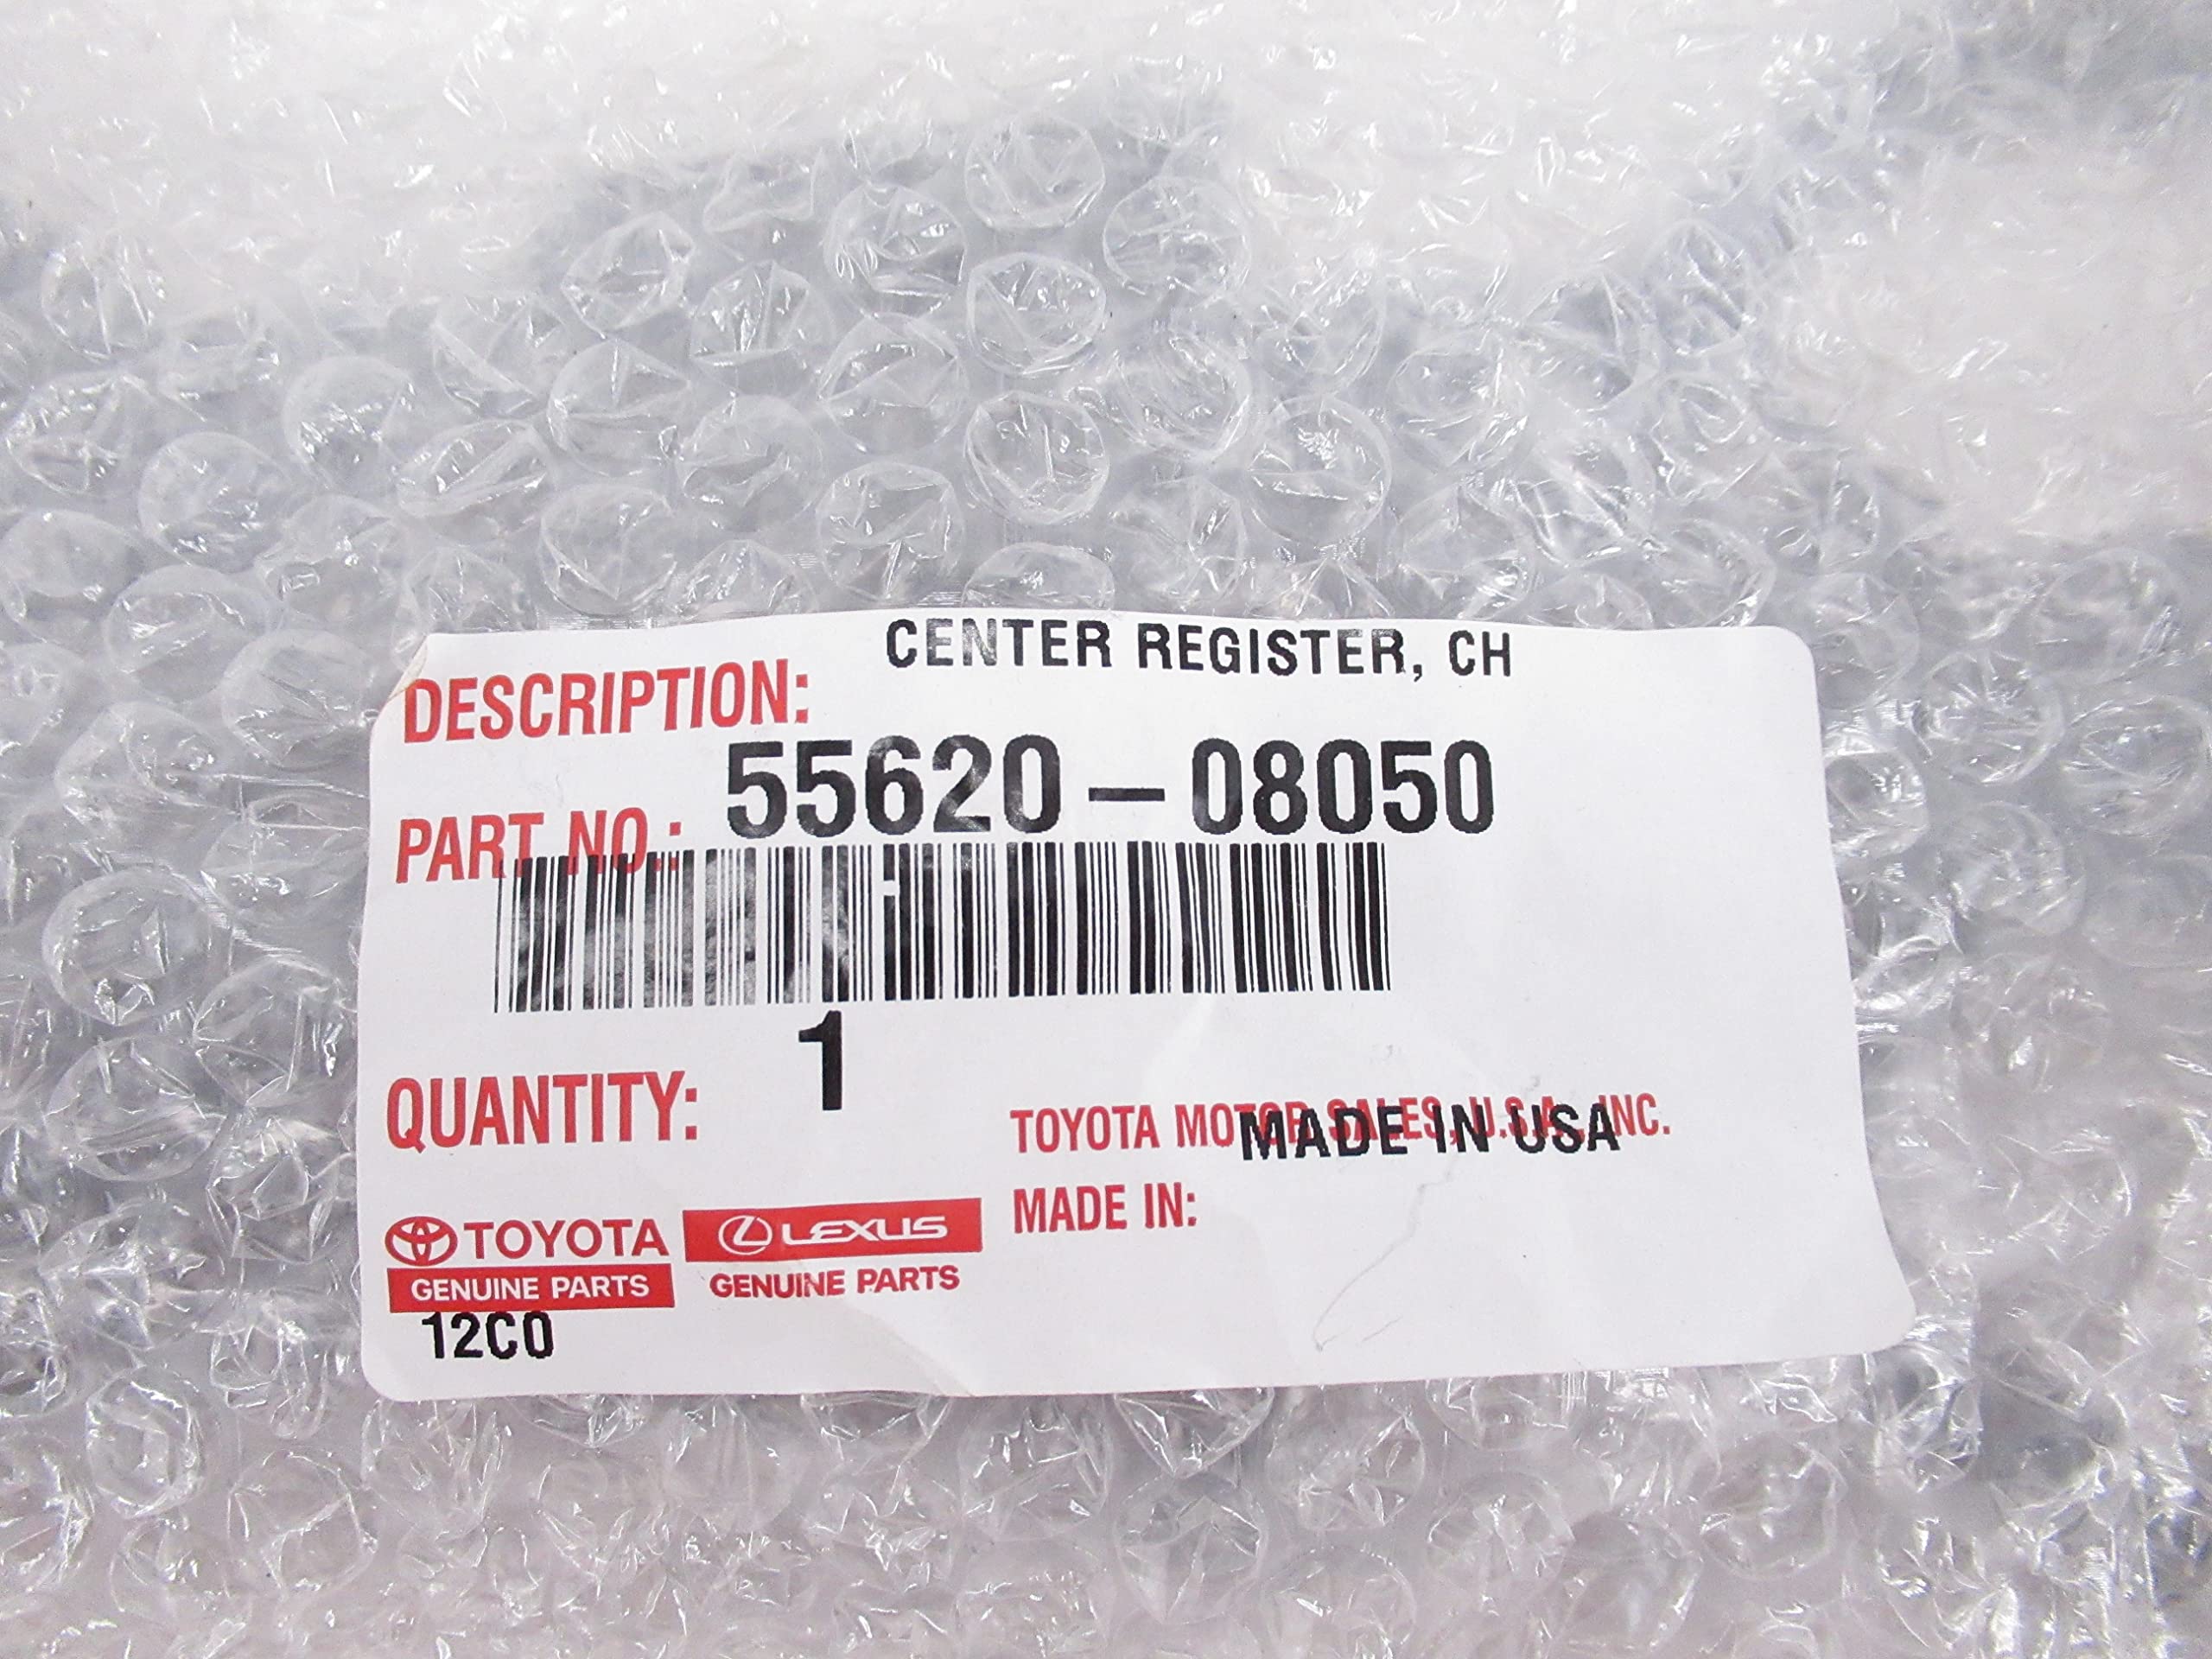 CENTER REGISTER, CH
DESCRIPTION:
55620-08050
PART NO.:
1
QUANTITY:
TOYOTA MOTOR SALES, U.S.A., INC.
MADE IN USA
MADE IN:
TOYOTA
GENUINE PARTS
LEXUS
GENUINE PARTS
12C0